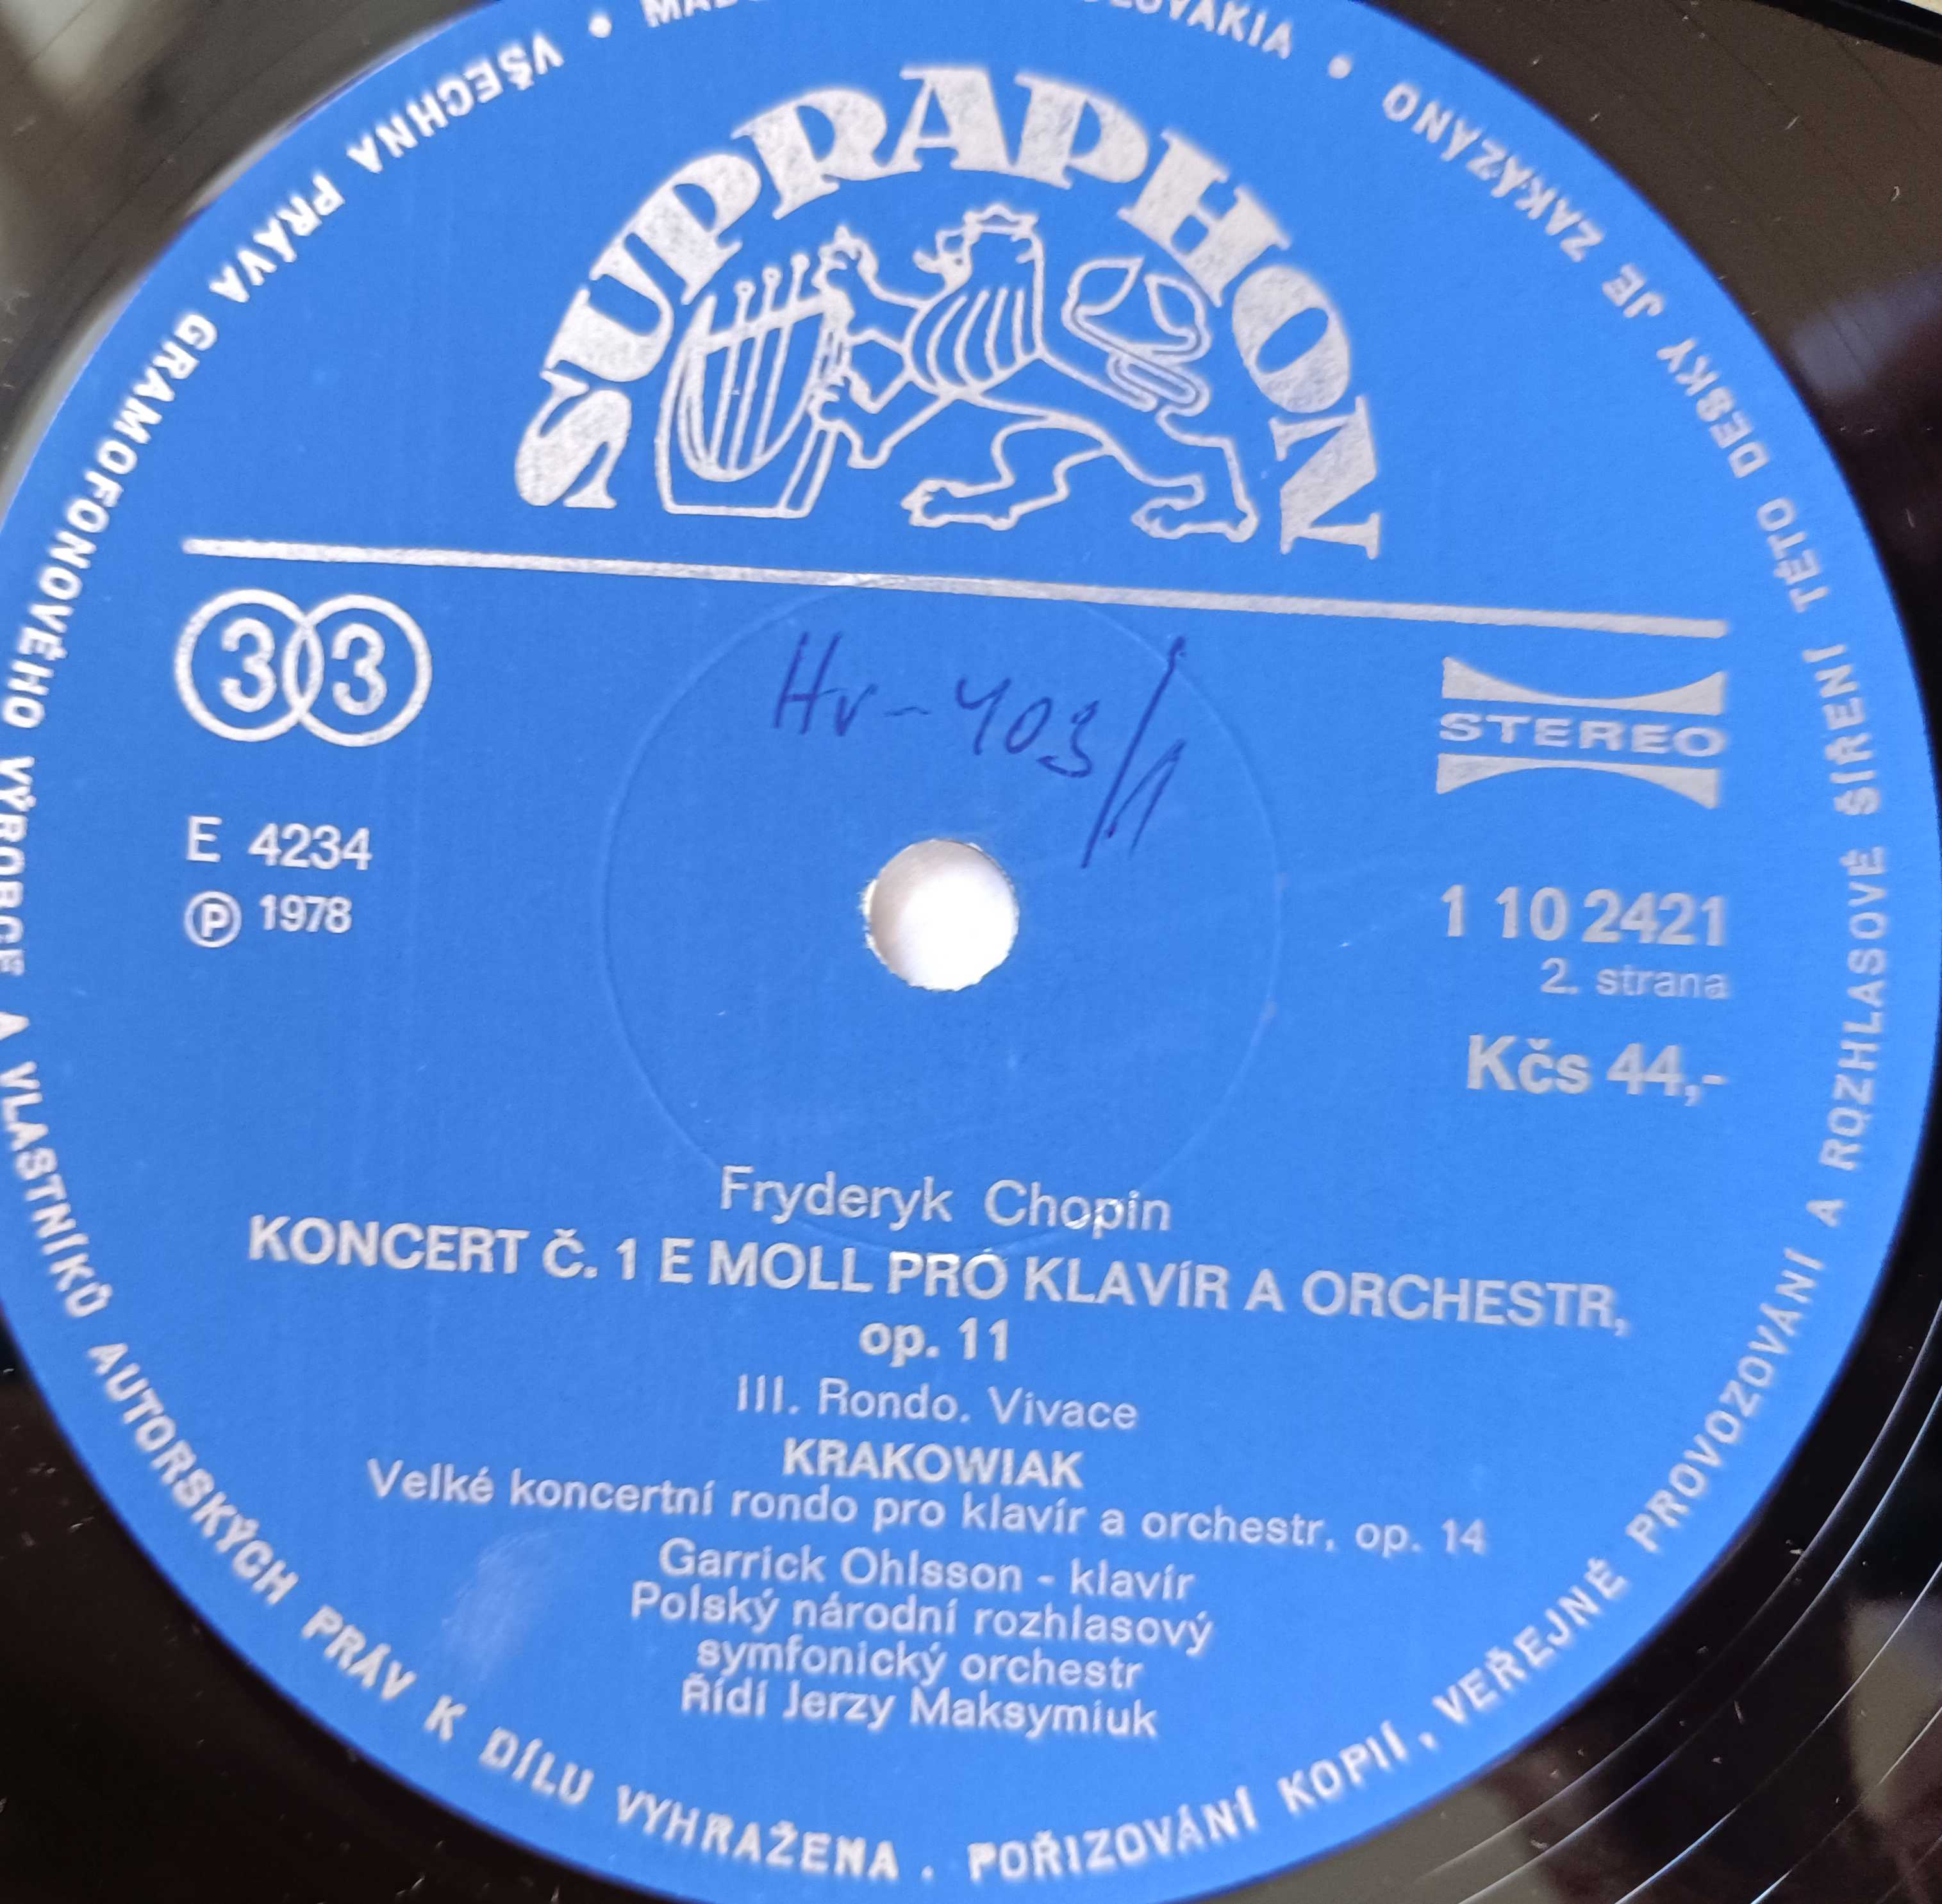 SUPRAPHON
33
Hv-403/1
STEREO
E 4234
Ⓟ 1978
1 10 2421
2. strana
Kčs 44,-
Fryderyk Chopin
KONCERT Č. 1 E MOLL PRO KLAVÍR A ORCHESTR,
op. 11
III. Rondo. Vivace
KRAKOWIAK
Velké koncertní rondo pro klavír a orchestr, op. 14
Garrick Ohlsson - klavír
Polský národní rozhlasový
symfonický orchestr
Řídí Jerzy Maksymiuk
VŠECHNA PRÁVA GRAMOFONOVÉHO VÝROBCE A VLASTNÍKŮ AUTORSKÝCH PRÁV K DÍLU VYHRAŽENA . POŘIZOVÁNÍ KOPIÍ, VEŘEJNÉ PROVOZOVÁNÍ A ROZHLASOVÉ ŠÍŘENÍ TÉTO DESKY JE ZAKÁZÁNO •